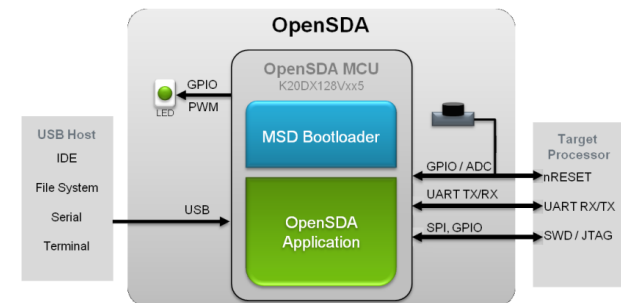 OpenSDA
OpenSDA MCU
K20DX128Vxx5
GPIO
LED
PWM
MSD Bootloader
USB Host
IDE
File System
Serial
Terminal
USB
OpenSDA
Application
GPIO / ADC
UART TX/RX
SPI, GPIO
Target
Processor
nRESET
UART RX/TX
SWD / JTAG